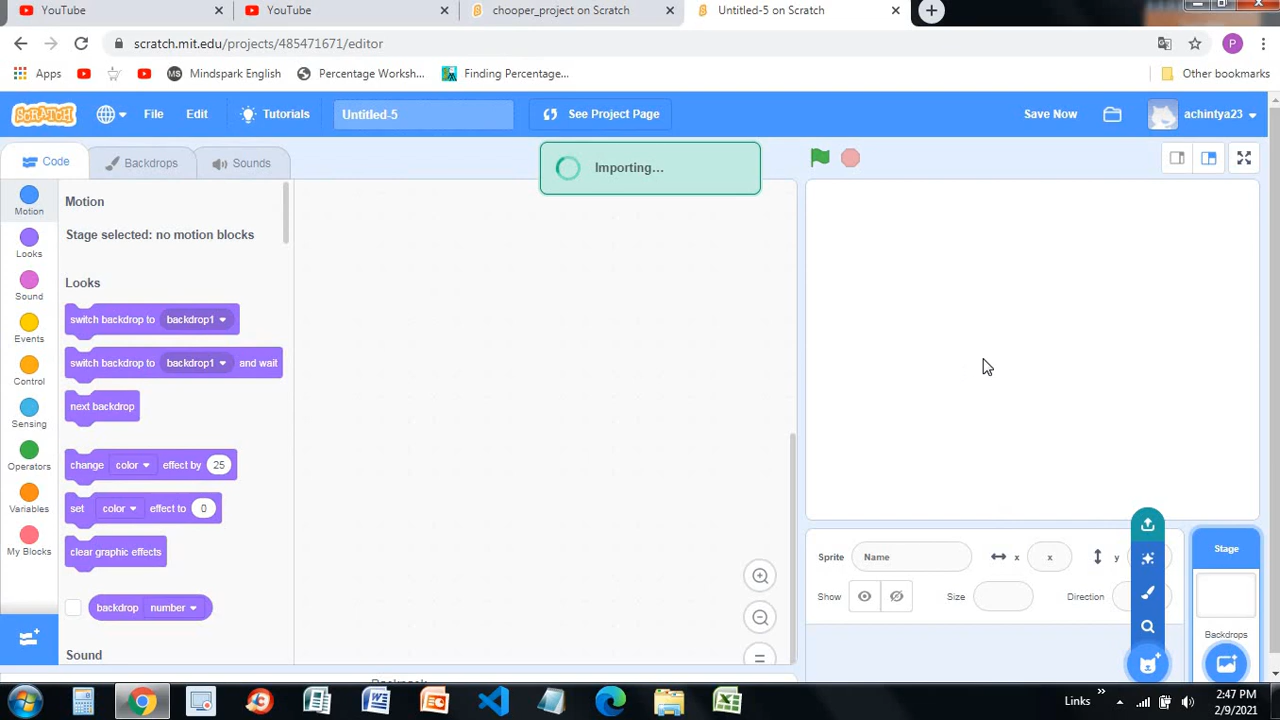 YouTube × YouTube × chooper_project on Scratch × Untitled-5 on Scratch ×
scratch.mit.edu/projects/485471671/editor P
Apps Mindspark English Percentage Worksh... Finding Percentage... Other bookmarks
SCRATCH File Edit Tutorials Untitled-5 See Project Page Save Now achintya23
Code Backdrops Sounds
Importing...
Motion
Looks
Sound
Events
Control
Sensing
Operators
Variables
My Blocks
Motion
Stage selected: no motion blocks
Looks
switch backdrop to backdrop1
switch backdrop to backdrop1 and wait
next backdrop
change color effect by 25
set color effect to 0
clear graphic effects
backdrop number
Sound
Sprite Name x x y
Show Size Direction
Stage
Backdrops
Links
2:47 PM
2/9/2021